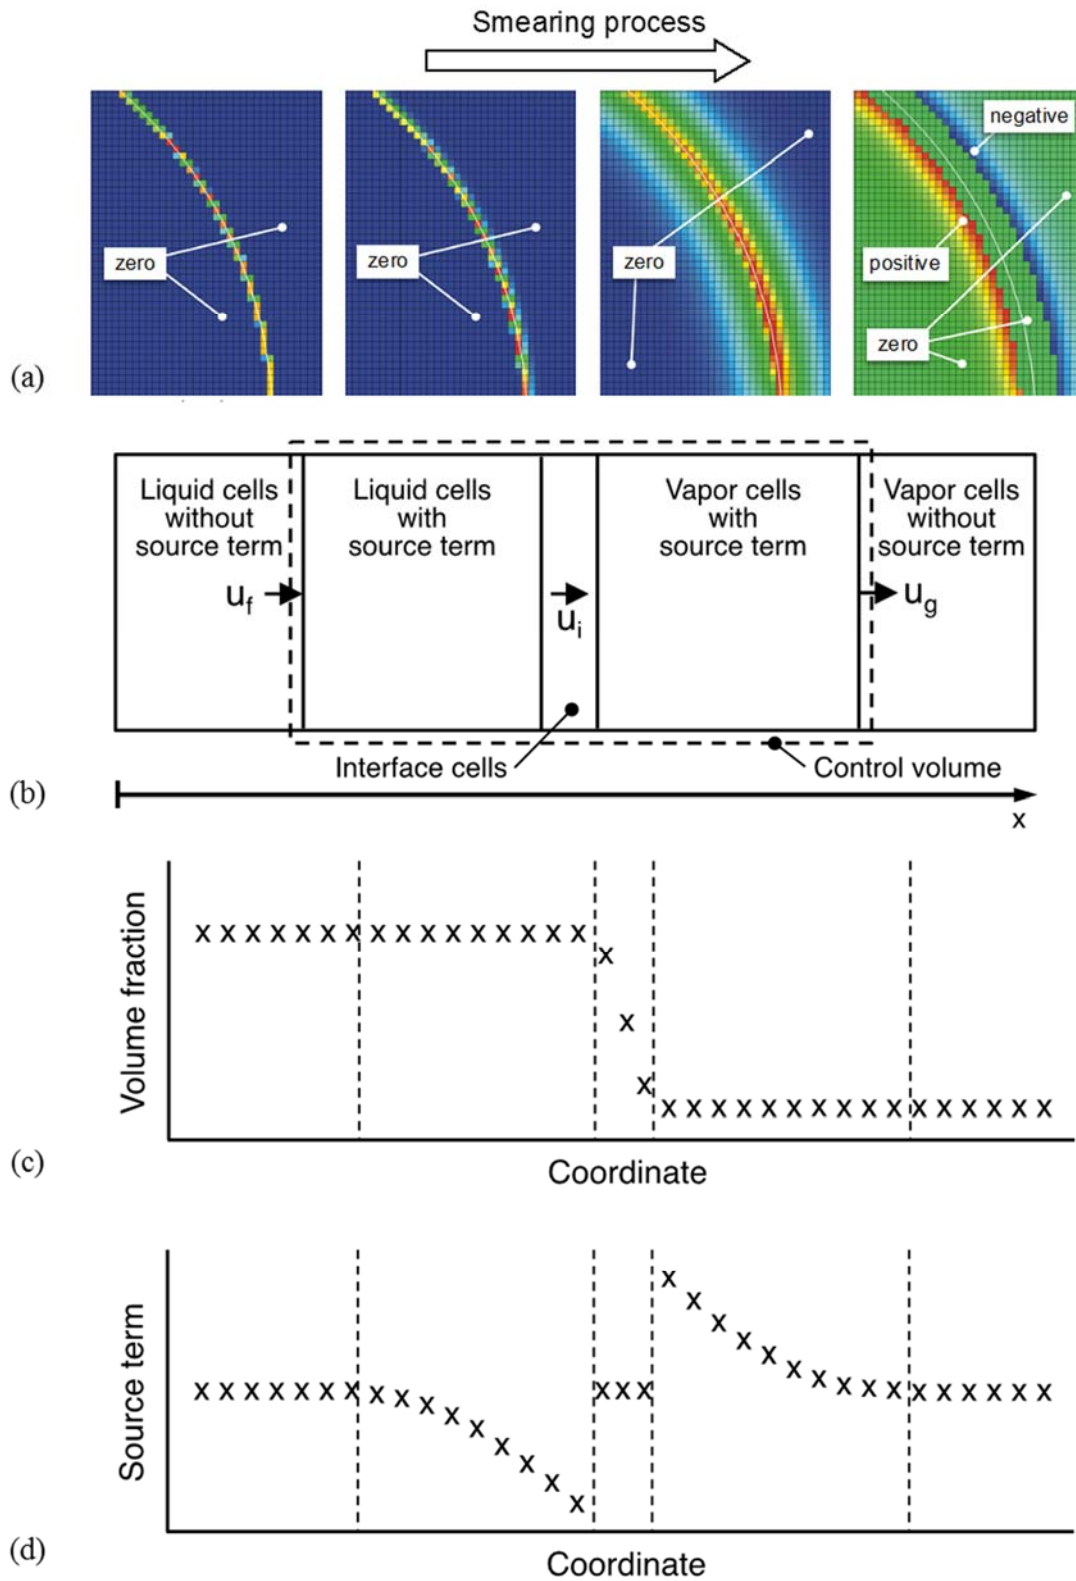 Smearing process
zero
zero
zero
negative
positive
zero
(a)
Liquid cells
without
source term
Liquid cells
with
source term
Vapor cells
with
source term
Vapor cells
without
source term
u_f
u_i
u_g
Interface cells
Control volume
(b)
x
Volume fraction
x x x x x x x x x x x x x x x x
x
x
x
x x x x x x x x x x x x x x x x
(c)
Coordinate
Source term
(d)
Coordinate